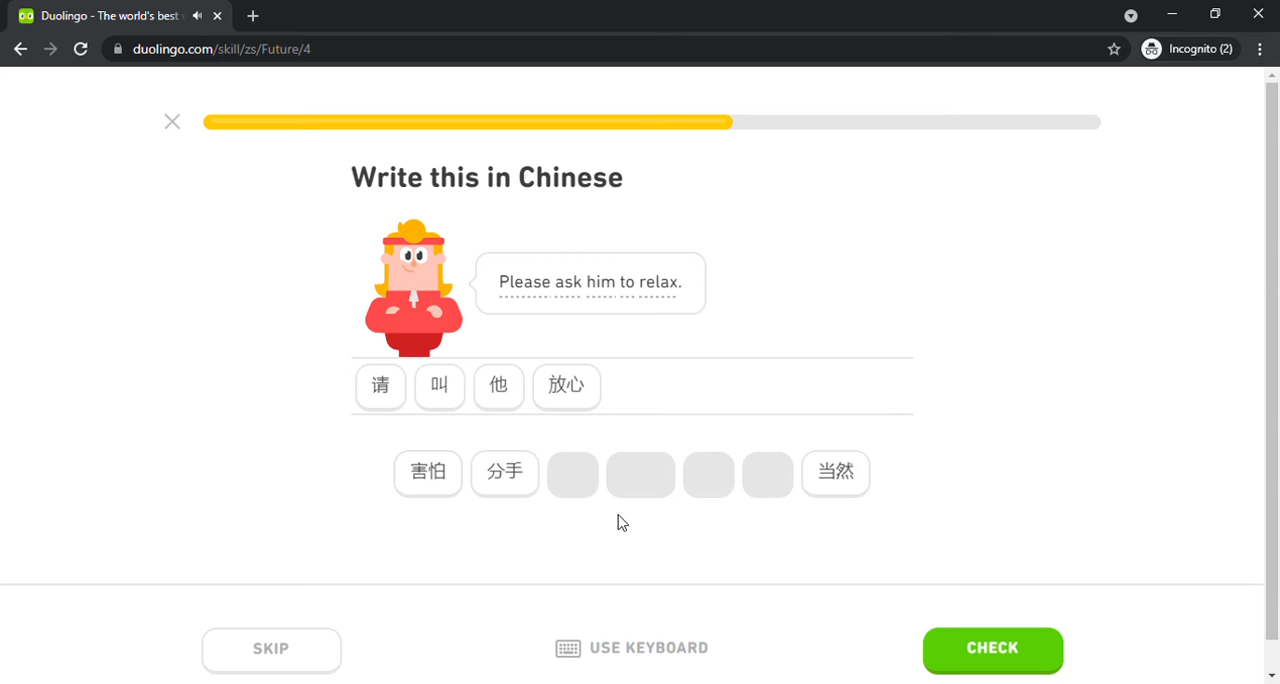 Duolingo - The world's best
duolingo.com/skill/zs/Future/4
Incognito (2)
Write this in Chinese
Please ask him to relax.
请 叫 他 放心
害怕 分手 当然
SKIP
USE KEYBOARD
CHECK